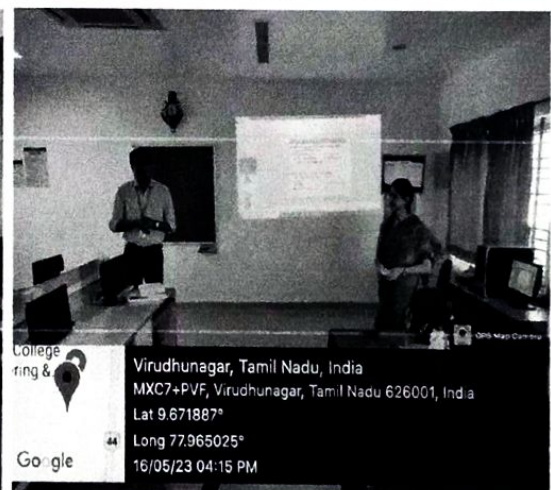 GPS Map Camera
College
ring &
44
Google
Virudhunagar, Tamil Nadu, India
MXC7+PVF, Virudhunagar, Tamil Nadu 626001, India
Lat 9.671887°
Long 77.965025°
16/05/23 04:15 PM